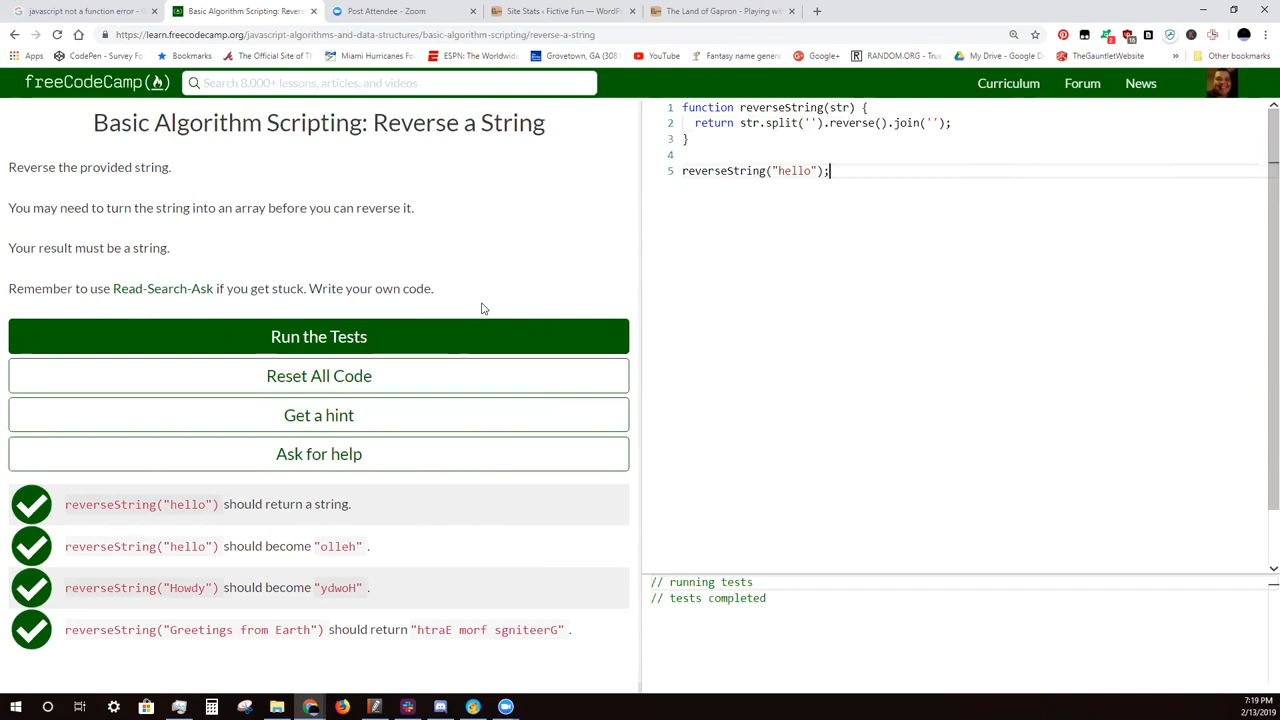 javascript not a function error -
Basic Algorithm Scripting: Revers
Post Attendee - Zoom
Site Stats ‹ Fictive Fun — WordPr
The Land of Gapron - Playing wit
https://learn.freecodecamp.org/javascript-algorithms-and-data-structures/basic-algorithm-scripting/reverse-a-string
Apps
CodePen - Survey Fo
Bookmarks
The Official Site of T
Miami Hurricanes Fo
ESPN: The Worldwide
Grovetown, GA (308
YouTube
Fantasy name gener
Google+
RANDOM.ORG - True
My Drive - Google D
TheGauntletWebsite
»
Other bookmarks
freeCodeCamp
Search 8,000+ lessons, articles, and videos
Curriculum
Forum
News
Basic Algorithm Scripting: Reverse a String
Reverse the provided string.
You may need to turn the string into an array before you can reverse it.
Your result must be a string.
Remember to use Read-Search-Ask if you get stuck. Write your own code.
Run the Tests
Reset All Code
Get a hint
Ask for help
reverseString("hello") should return a string.
reverseString("hello") should become "olleh" .
reverseString("Howdy") should become "ydwoH" .
reverseString("Greetings from Earth") should return "htraE morf sgniteerG" .
1 function reverseString(str) {
2 return str.split('').reverse().join('');
3 }
4
5 reverseString("hello");
// running tests
// tests completed
7:19 PM
2/13/2019